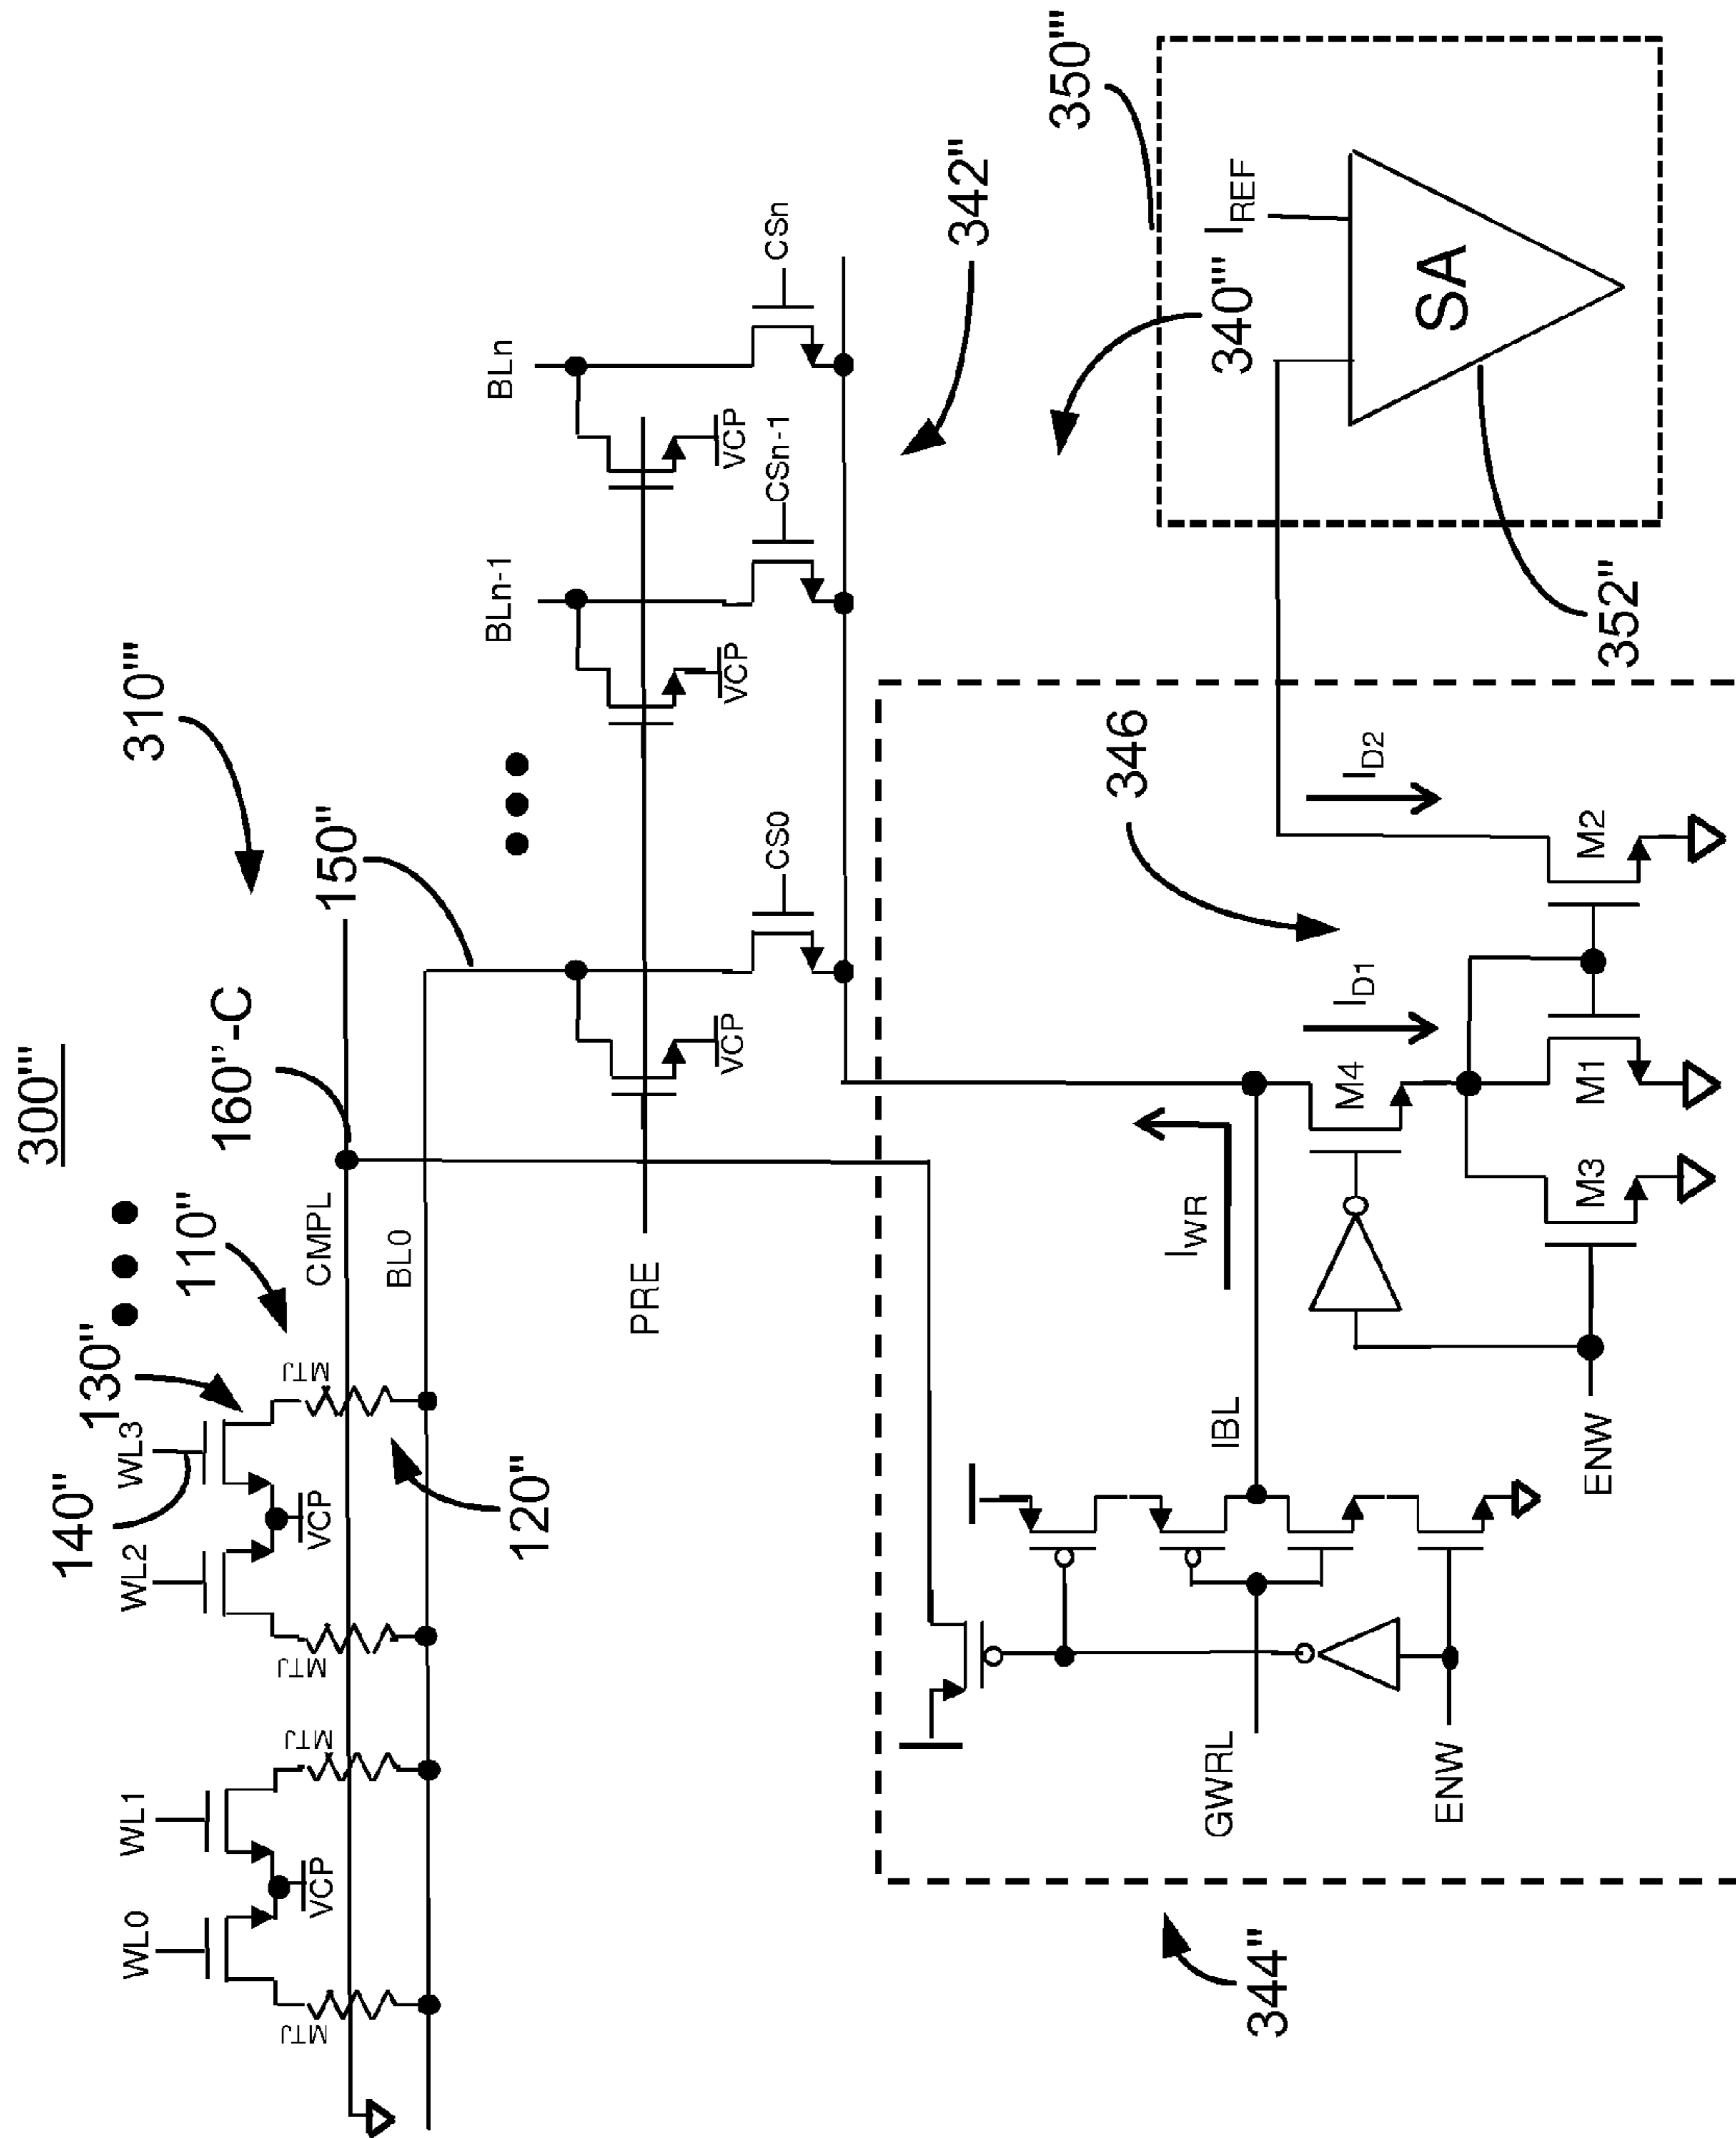 300'''
310'''
160''-C
150''
110''
130''
140''
120''
WL0
WL1
WL2
WL3
VCP
VCP
MTJ
MTJ
MTJ
MTJ
CMPL
BL0
PRE
VCP
VCP
VCP
BLn-1
BLn
CS0
CSn-1
CSn
342''
340'''
350'''
IREF
SA
352''
346
344''
IWR
ID1
ID2
IBL
M4
M1
M2
M3
GWRL
ENW
ENW